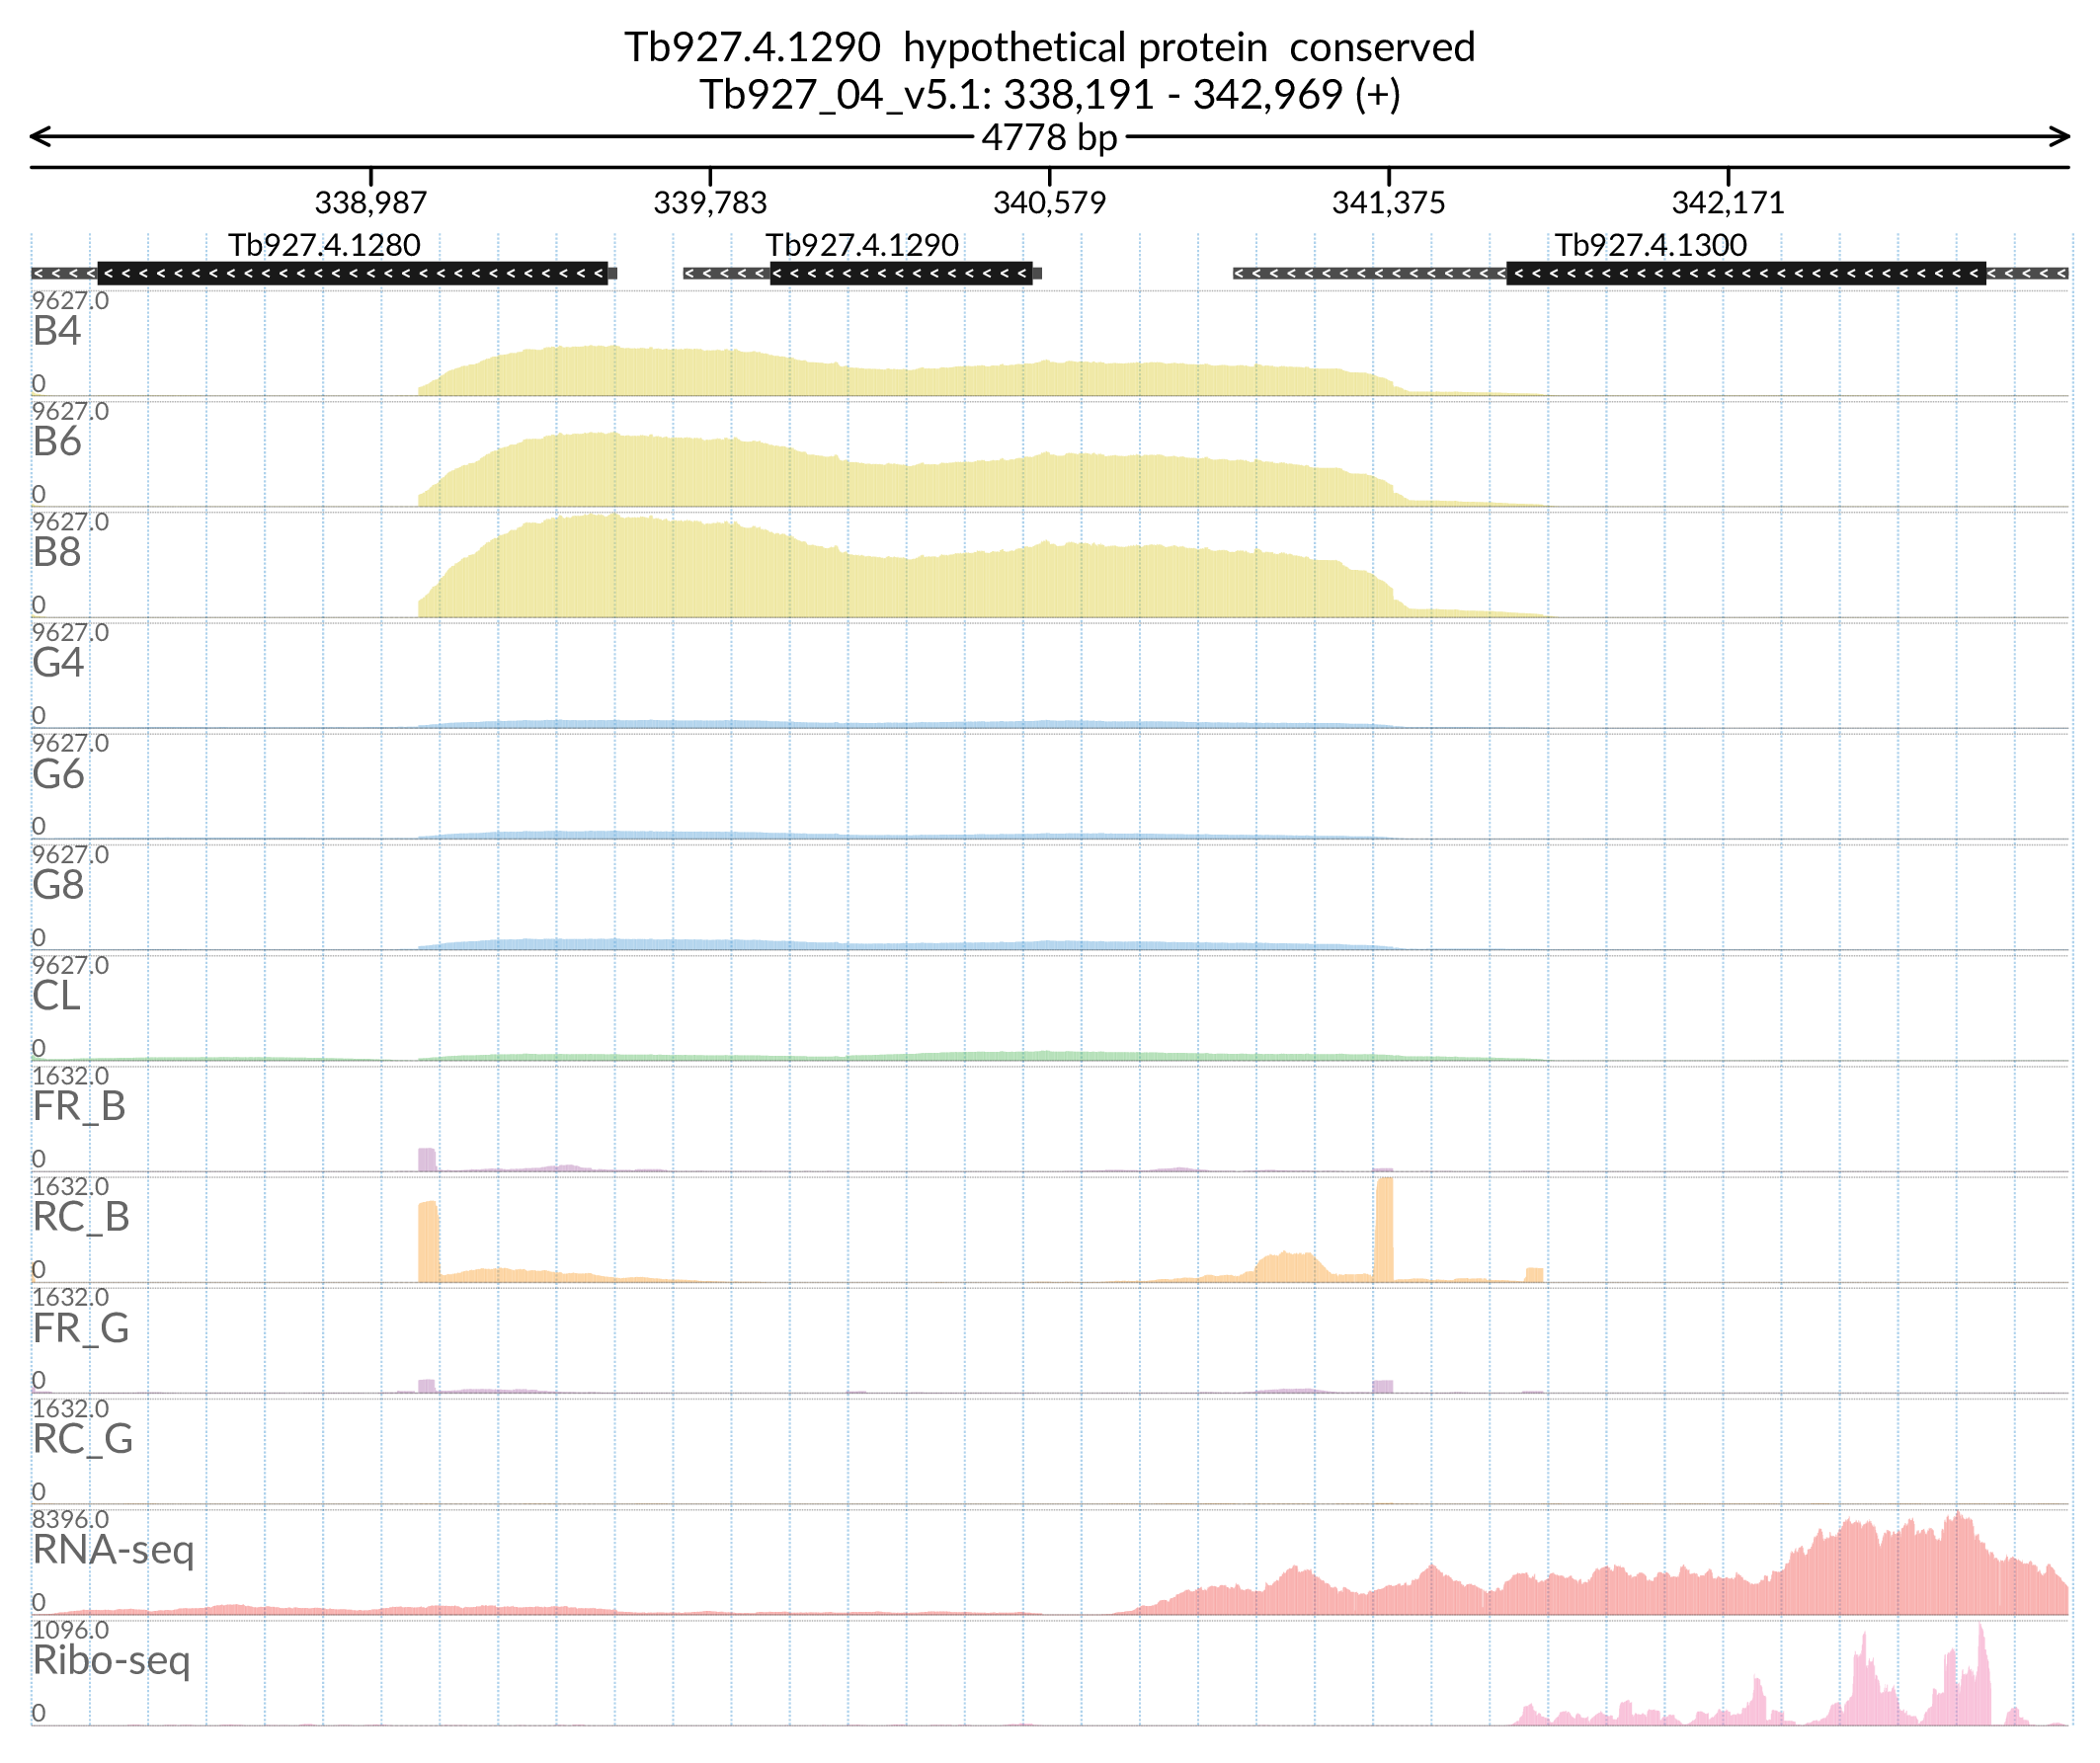 Tb927.4.1290 hypothetical protein conserved
Tb927_04_v5.1: 338,191 - 342,969 (+)
4778 bp
338,987 339,783 340,579 341,375 342,171
Tb927.4.1280 Tb927.4.1290 Tb927.4.1300
9627.0
B4
0
9627.0
B6
0
9627.0
B8
0
9627.0
G4
0
9627.0
G6
0
9627.0
G8
0
9627.0
CL
0
1632.0
FR_B
0
1632.0
RC_B
0
1632.0
FR_G
0
1632.0
RC_G
0
8396.0
RNA-seq
0
1096.0
Ribo-seq
0